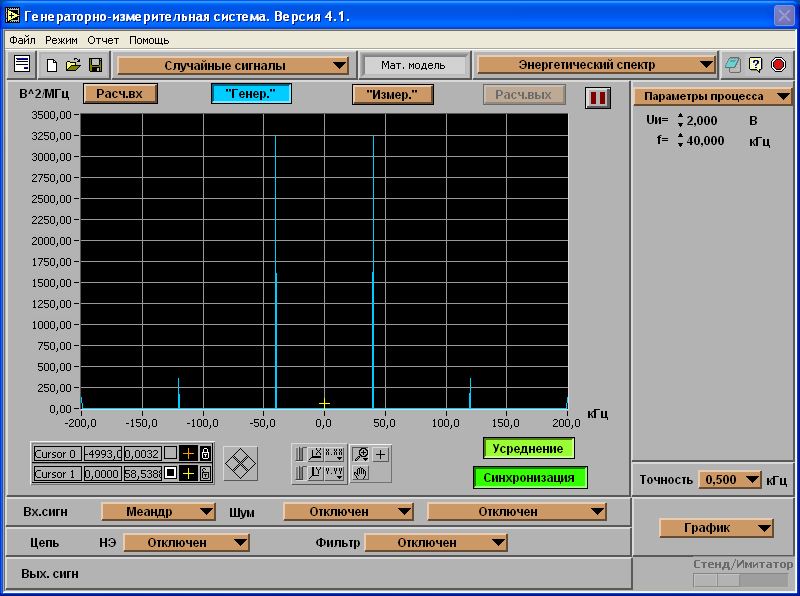 Генераторно-измерительная система. Версия 4.1.
Файл Режим Отчет Помощь
Случайные сигналы Мат. модель Энергетический спектр
В^2/МГц Расч.вх "Генер." "Измер." Расч.вых Параметры процесса
Uи= 2,000 В
f= 40,000 кГц
3500,00
3250,00
3000,00
2750,00
2500,00
2250,00
2000,00
1750,00
1500,00
1250,00
1000,00
750,00
500,00
250,00
0,00
-200,0 -150,0 -100,0 -50,0 0,0 50,0 100,0 150,0 200,0 кГц
Cursor 0 -4993,0 0,0032
Cursor 1 0,0000 58,5388
Усреднение
Синхронизация
Точность 0,500 кГц
Вх.сигн Меандр Шум Отключен Отключен
График
Цепь НЭ Отключен Фильтр Отключен
Стенд/Имитатор
Вых. сигн